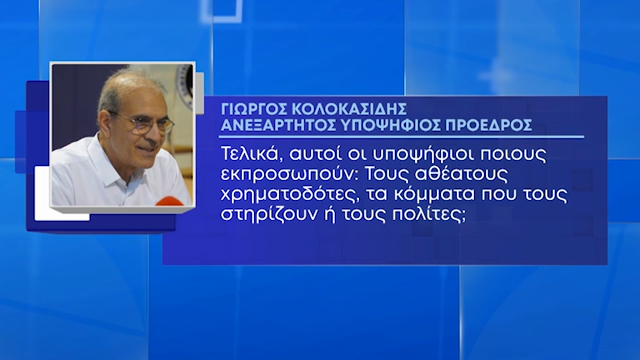 ΓΙΩΡΓΟΣ ΚΟΛΟΚΑΣΙΔΗΣ
ΑΝΕΞΑΡΤΗΤΟΣ ΥΠΟΨΗΦΙΟΣ ΠΡΟΕΔΡΟΣ
Τελικά, αυτοί οι υποψήφιοι ποιους
εκπροσωπούν: Τους αθέατους
χρηματοδότες, τα κόμματα που τους
στηρίζουν ή τους πολίτες;